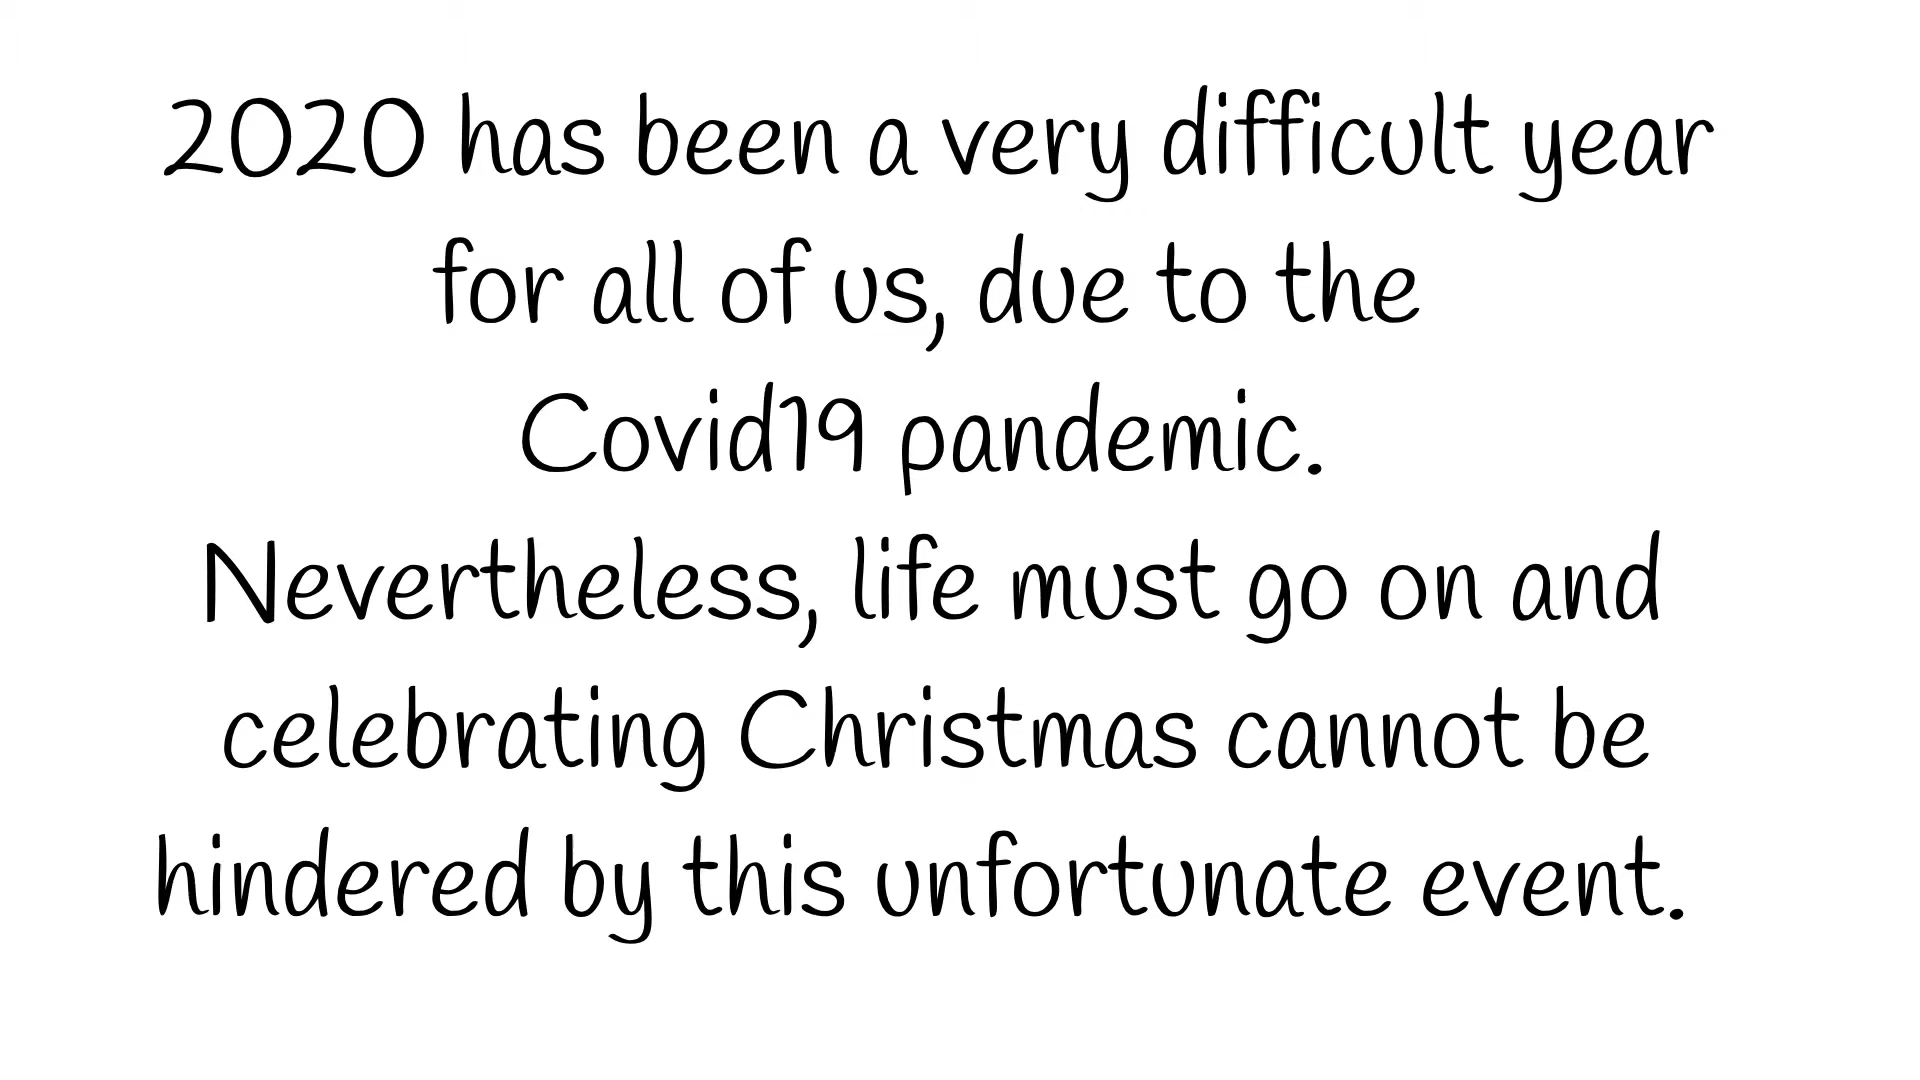 2020 has been a very difficult year
for all of us, due to the
Covid19 pandemic.
Nevertheless, life must go on and
celebrating Christmas cannot be
hindered by this unfortunate event.